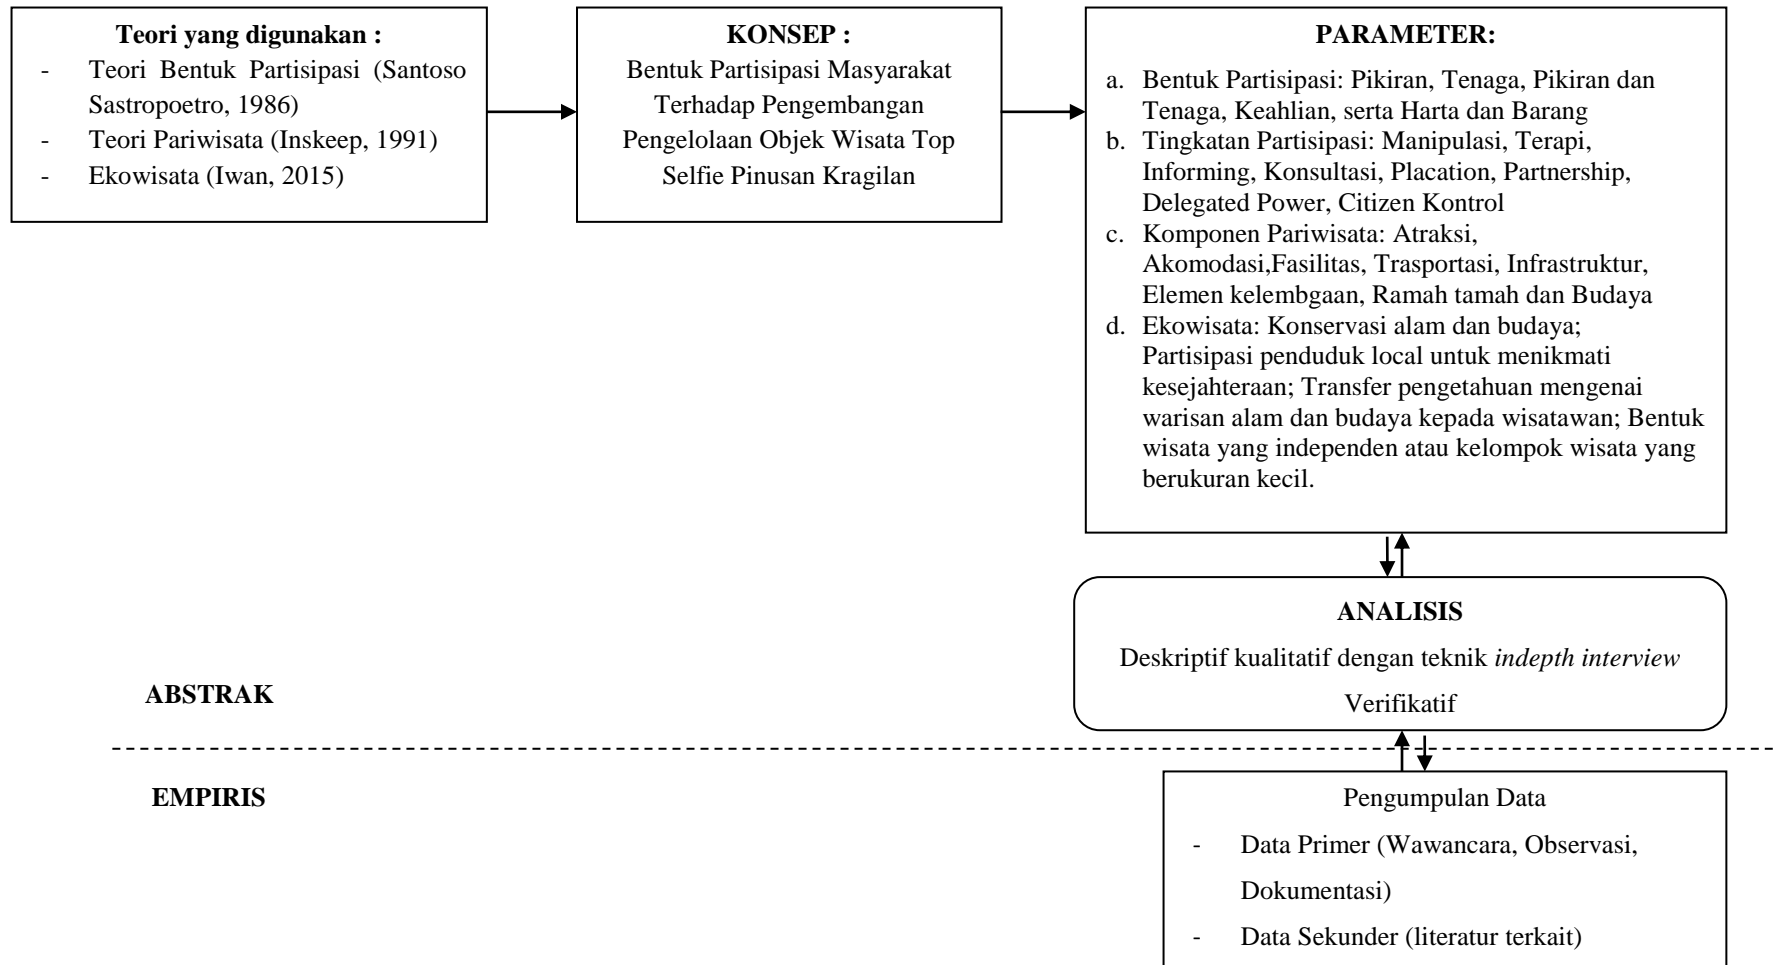 Teori yang digunakan :
- Teori Bentuk Partisipasi (Santoso
Sastropoetro, 1986)
- Teori Pariwisata (Inskeep, 1991)
- Ekowisata (Iwan, 2015)
KONSEP :
Bentuk Partisipasi Masyarakat
Terhadap Pengembangan
Pengelolaan Objek Wisata Top
Selfie Pinusan Kragilan
PARAMETER:
a. Bentuk Partisipasi: Pikiran, Tenaga, Pikiran dan
Tenaga, Keahlian, serta Harta dan Barang
b. Tingkatan Partisipasi: Manipulasi, Terapi,
Informing, Konsultasi, Placation, Partnership,
Delegated Power, Citizen Kontrol
c. Komponen Pariwisata: Atraksi,
Akomodasi,Fasilitas, Trasportasi, Infrastruktur,
Elemen kelembgaan, Ramah tamah dan Budaya
d. Ekowisata: Konservasi alam dan budaya;
Partisipasi penduduk local untuk menikmati
kesejahteraan; Transfer pengetahuan mengenai
warisan alam dan budaya kepada wisatawan; Bentuk
wisata yang independen atau kelompok wisata yang
berukuran kecil.
ANALISIS
Deskriptif kualitatif dengan teknik indepth interview
Verifikatif
ABSTRAK
EMPIRIS
Pengumpulan Data
- Data Primer (Wawancara, Observasi,
Dokumentasi)
- Data Sekunder (literatur terkait)